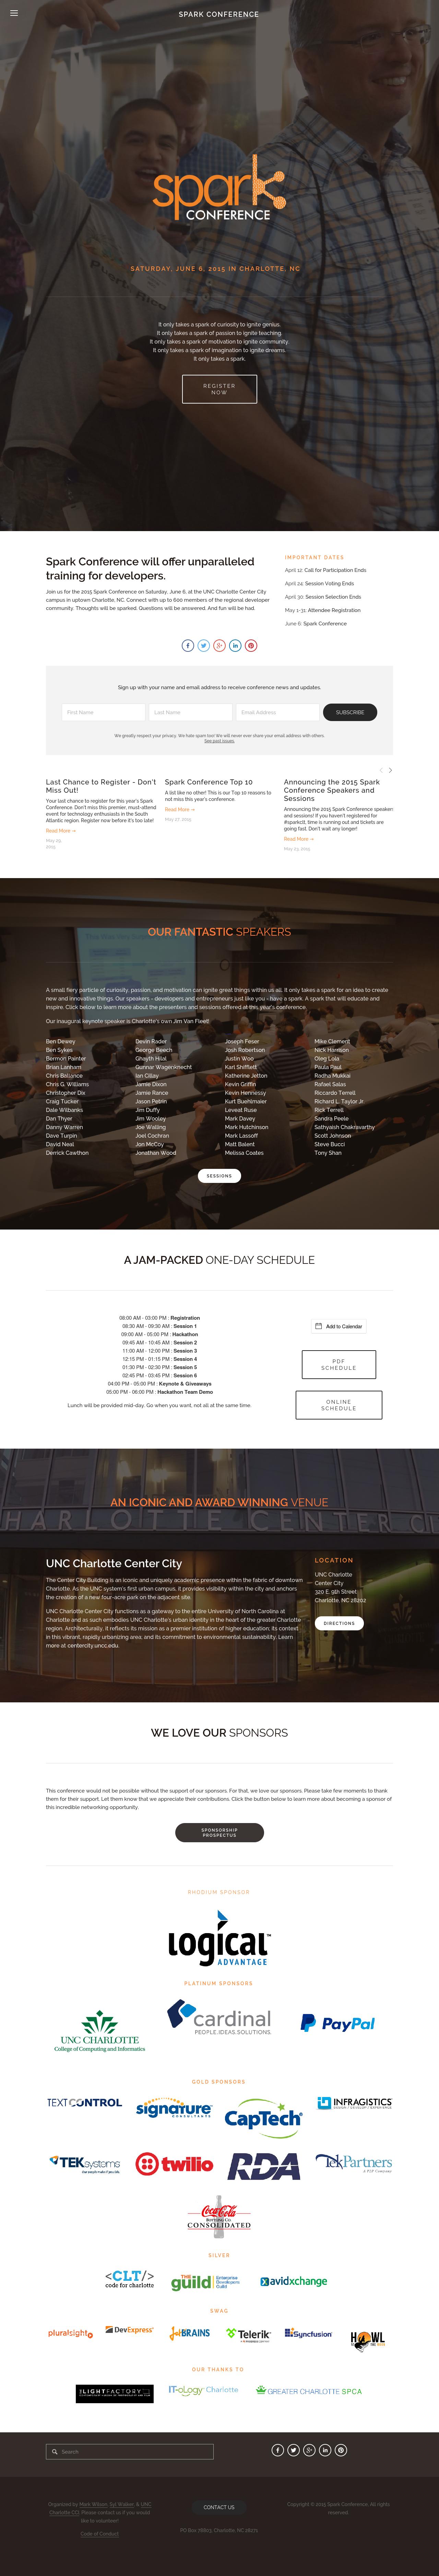 SPARK CONFERENCE
spark
CONFERENCE
SATURDAY, JUNE 6, 2015 IN CHARLOTTE, NC
It only takes a spark of curiosity to ignite genius.
It only takes a spark of passion to ignite teaching.
It only takes a spark of motivation to ignite community.
It only takes a spark of imagination to ignite dreams.
It only takes a spark.
REGISTER
NOW
Spark Conference will offer unparalleled
training for developers.
Join us for the 2015 Spark Conference on Saturday, June 6, at the UNC Charlotte Center City
campus in uptown Charlotte, NC. Connect with up to 600 members of the regional developer
community. Thoughts will be sparked. Questions will be answered. And fun will be had.
IMPORTANT DATES
April 12: Call for Participation Ends
April 24: Session Voting Ends
April 30: Session Selection Ends
May 1-31: Attendee Registration
June 6: Spark Conference
Sign up with your name and email address to receive conference news and updates.
First Name
Last Name
Email Address
SUBSCRIBE
We greatly respect your privacy. We hate spam too! We will never ever share your email address with others.
See past issues.
Last Chance to Register - Don't
Miss Out!
Your last chance to register for this year's Spark
Conference. Don't miss this premier, must-attend
event for technology enthusiasts in the South
Atlantic region. Register now before it's too late!
Read More →
May 29,
2015
Spark Conference Top 10
A list like no other! This is our Top 10 reasons to
not miss this year's conference.
Read More →
May 27, 2015
Announcing the 2015 Spark
Conference Speakers and
Sessions
Announcing the 2015 Spark Conference speakers
and sessions! If you haven't registered for
#sparkclt, time is running out and tickets are
going fast. Don't wait any longer!
Read More →
May 23, 2015
OUR FANTASTIC SPEAKERS
A small fiery particle of curiosity, passion, and motivation can ignite great things within us all. It only takes a spark for an idea to create
new and innovative things. Our speakers - developers and entrepreneurs just like you - have a spark. A spark that will educate and
inspire. Click below to learn more about the presenters and sessions offered at this year's conference.
Our inaugural keynote speaker is Charlotte's own Jim Van Fleet!
Ben Dewey
Ben Sykes
Bermon Painter
Brian Lanham
Chris Balance
Chris G. Williams
Christopher Dix
Craig Tucker
Dale Wilbanks
Dan Thyer
Danny Warren
Dave Turpin
David Neal
Derrick Cawthon
Devin Rader
George Beech
Ghayth Hilal
Gunnar Wagenknecht
Ian Cillay
Jamie Dixon
Jamie Rance
Jason Pepin
Jim Duffy
Jim Wooley
Joe Walling
Joel Cochran
Jon McCoy
Jonathan Wood
Joseph Feser
Josh Robertson
Justin Woo
Karl Shifflett
Katherine Jetton
Kevin Griffin
Kevin Hennessy
Kurt Buehlmaier
Leveat Ruse
Mark Davey
Mark Hutchinson
Mark Lassoff
Matt Balent
Melissa Coates
Mike Clement
Nick Harrison
Oleg Lola
Paula Paul
Radha Mukkai
Rafael Salas
Riccardo Terrell
Richard L. Taylor Jr.
Rick Terrell
Sandra Peele
Sathyaish Chakravarthy
Scott Johnson
Steve Bucci
Tony Shan
SESSIONS
A JAM-PACKED ONE-DAY SCHEDULE
08:00 AM - 03:00 PM : Registration
08:30 AM - 09:30 AM : Session 1
09:00 AM - 05:00 PM : Hackathon
09:45 AM - 10:45 AM : Session 2
11:00 AM - 12:00 PM : Session 3
12:15 PM - 01:15 PM : Session 4
01:30 PM - 02:30 PM : Session 5
02:45 PM - 03:45 PM : Session 6
04:00 PM - 05:00 PM : Keynote & Giveaways
05:00 PM - 06:00 PM : Hackathon Team Demo
Lunch will be provided mid-day. Go when you want, not all at the same time.
Add to Calendar
PDF
SCHEDULE
ONLINE
SCHEDULE
AN ICONIC AND AWARD WINNING VENUE
UNC Charlotte Center City
The Center City Building is an iconic and uniquely academic presence within the fabric of downtown
Charlotte. As the UNC system's first urban campus, it provides visibility within the city and anchors
the creation of a new four-acre park on the adjacent site.
UNC Charlotte Center City functions as a gateway to the entire University of North Carolina at
Charlotte and as such embodies UNC Charlotte's urban identity in the heart of the greater Charlotte
region. Architecturally, it reflects its mission as a premier institution of higher education; its context
in this vibrant, rapidly urbanizing area; and its commitment to environmental sustainability. Learn
more at centercity.uncc.edu.
LOCATION
UNC Charlotte
Center City
320 E. 9th Street,
Charlotte, NC 28202
DIRECTIONS
WE LOVE OUR SPONSORS
This conference would not be possible without the support of our sponsors. For that, we love our sponsors. Please take few moments to thank
them for their support. Let them know that we appreciate their contributions. Click the button below to learn more about becoming a sponsor of
this incredible networking opportunity.
SPONSORSHIP
PROSPECTUS
RHODIUM SPONSOR
logical
ADVANTAGE
PLATINUM SPONSORS
UNC CHARLOTTE
College of Computing and Informatics
cardinal
PEOPLE.IDEAS.SOLUTIONS
PayPal
GOLD SPONSORS
TEXTCONTROL
signature
CONSULTANTS
CapTech
INFRAGISTICS
DESIGN / DEVELOP / EXPERIENCE
TEKsystems
Our people make IT possible.
twilio
RDA
TekPartners
A P2P COMPANY
Coca-Cola
BOTTLING CO.
CONSOLIDATED
SILVER
<CLT/>
code for charlotte
THE guild
Enterprise
Developers
Guild
avidxchange
SWAG
pluralsight
DevExpress
JetBRAINS
Telerik
Syncfusion
HOWL
OUR THANKS TO
THE LIGHTFACTORY
IT-ology Charlotte
GREATER CHARLOTTE SPCA
Search
Organized by Mark Wilson, Syl Walker, & UNC
Charlotte CCI. Please contact us if you would
like to volunteer!
Code of Conduct
CONTACT US
PO Box 78673, Charlotte, NC 28271
Copyright © 2015 Spark Conference. All rights
reserved.